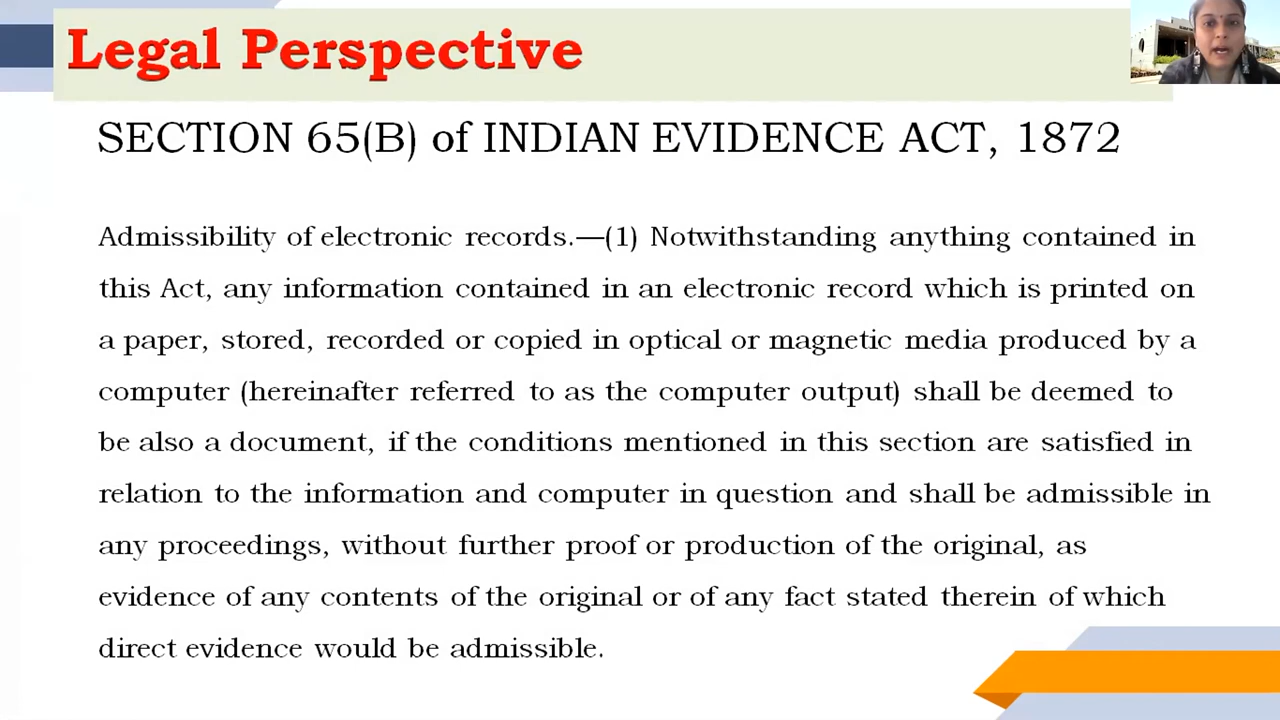 Legal Perspective
SECTION 65(B) of INDIAN EVIDENCE ACT, 1872
Admissibility of electronic records.—(1) Notwithstanding anything contained in
this Act, any information contained in an electronic record which is printed on
a paper, stored, recorded or copied in optical or magnetic media produced by a
computer (hereinafter referred to as the computer output) shall be deemed to
be also a document, if the conditions mentioned in this section are satisfied in
relation to the information and computer in question and shall be admissible in
any proceedings, without further proof or production of the original, as
evidence of any contents of the original or of any fact stated therein of which
direct evidence would be admissible.